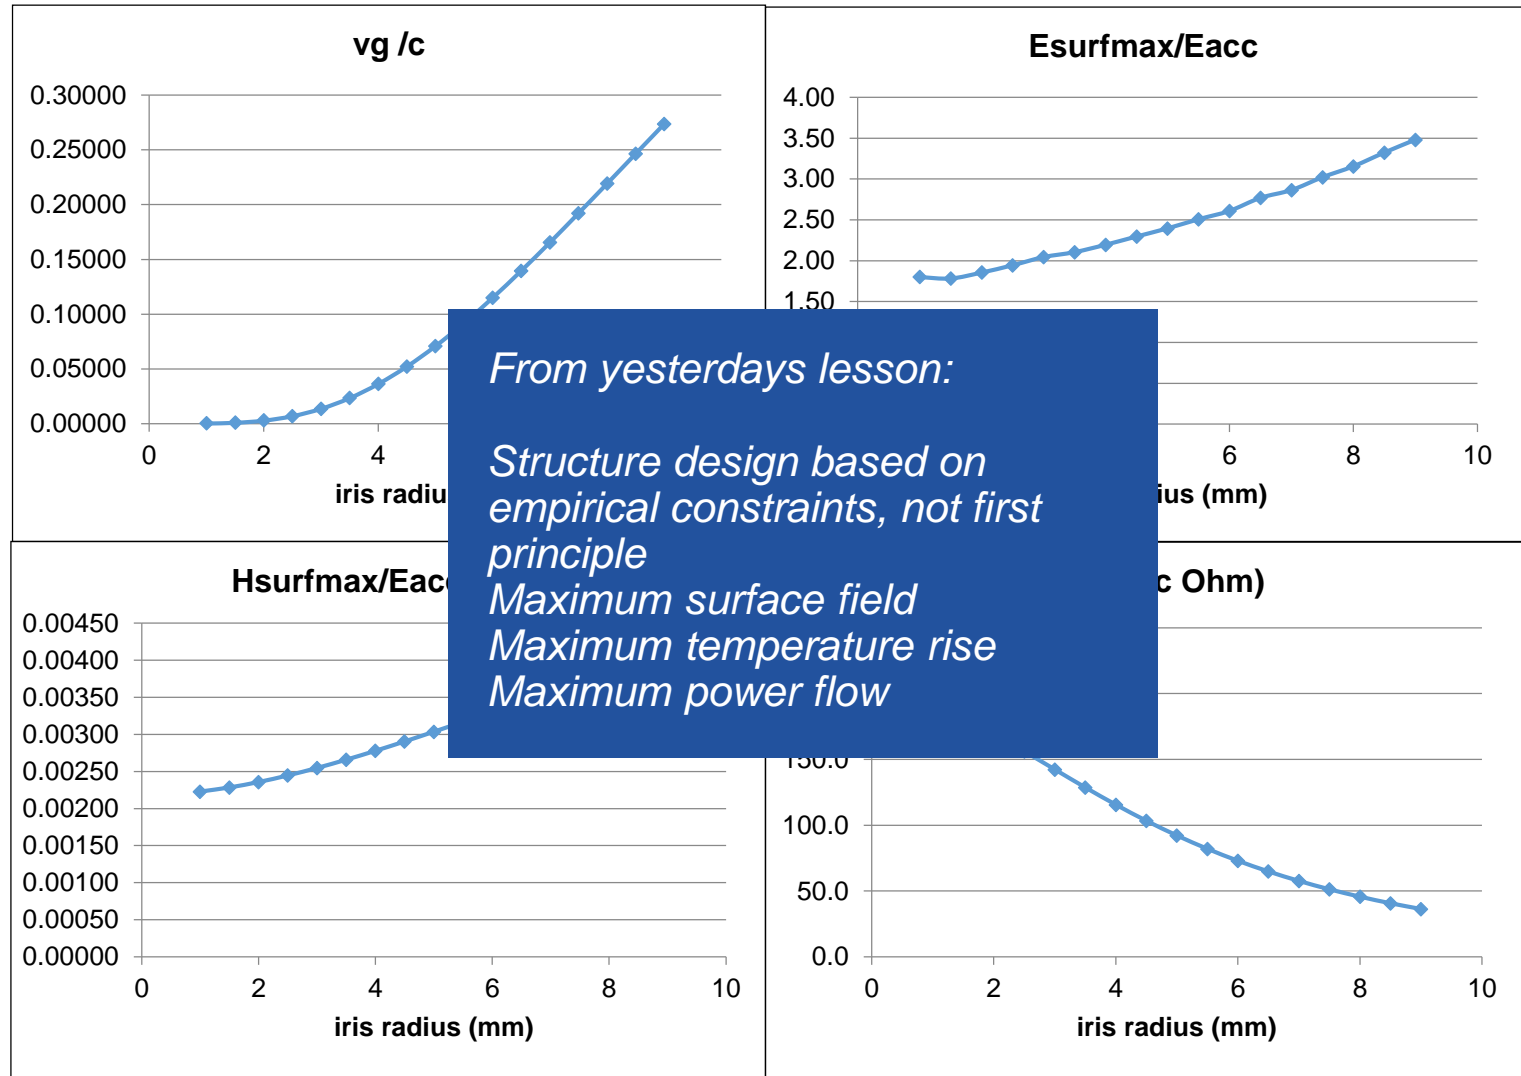 vg /c
0.30000
0.25000
0.20000
0.15000
0.10000
0.05000
0.00000
0
2
4
Esurfmax/Eacc
4.00
3.50
3.00
2.50
2.00
1.50
6
8
10
(mm)
From yesterdays lesson:
Structure design based on
empirical constraints, not first
principle
Maximum surface field
Maximum temperature rise
Maximum power flow
iris
0.00450
0.00400
0.00350
0.00300
0.00250
0.00200
0.00150
0.00100
0.00050
0.00000
0 2 4 6 8 10
iris radius (mm)
Ohm)
150.0
100.0
50.0
0.0
0 2 4 6 8 10
iris radius (mm)